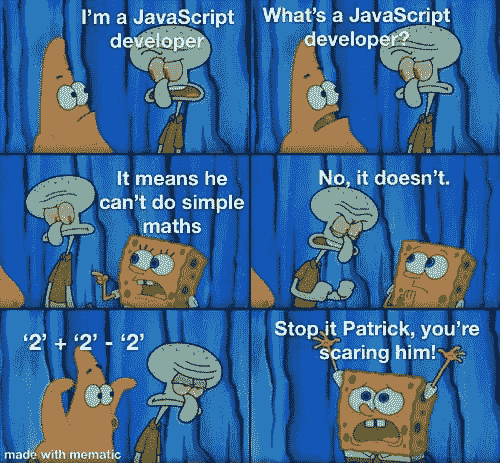 I'm a JavaScript
developer
What's a JavaScript
developer?
It means he
can't do simple
maths
No, it doesn't.
‘2’ + ‘2’ - ‘2’
Stop it Patrick, you're
scaring him!
made with mematic